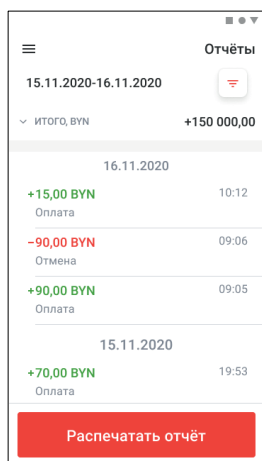 Отчёты
15.11.2020-16.11.2020
ИТОГО, BYN +150 000,00
16.11.2020
+15,00 BYN 10:12
Оплата
−90,00 BYN 09:06
Отмена
+90,00 BYN 09:05
Оплата
15.11.2020
+70,00 BYN 19:53
Оплата
Распечатать отчёт